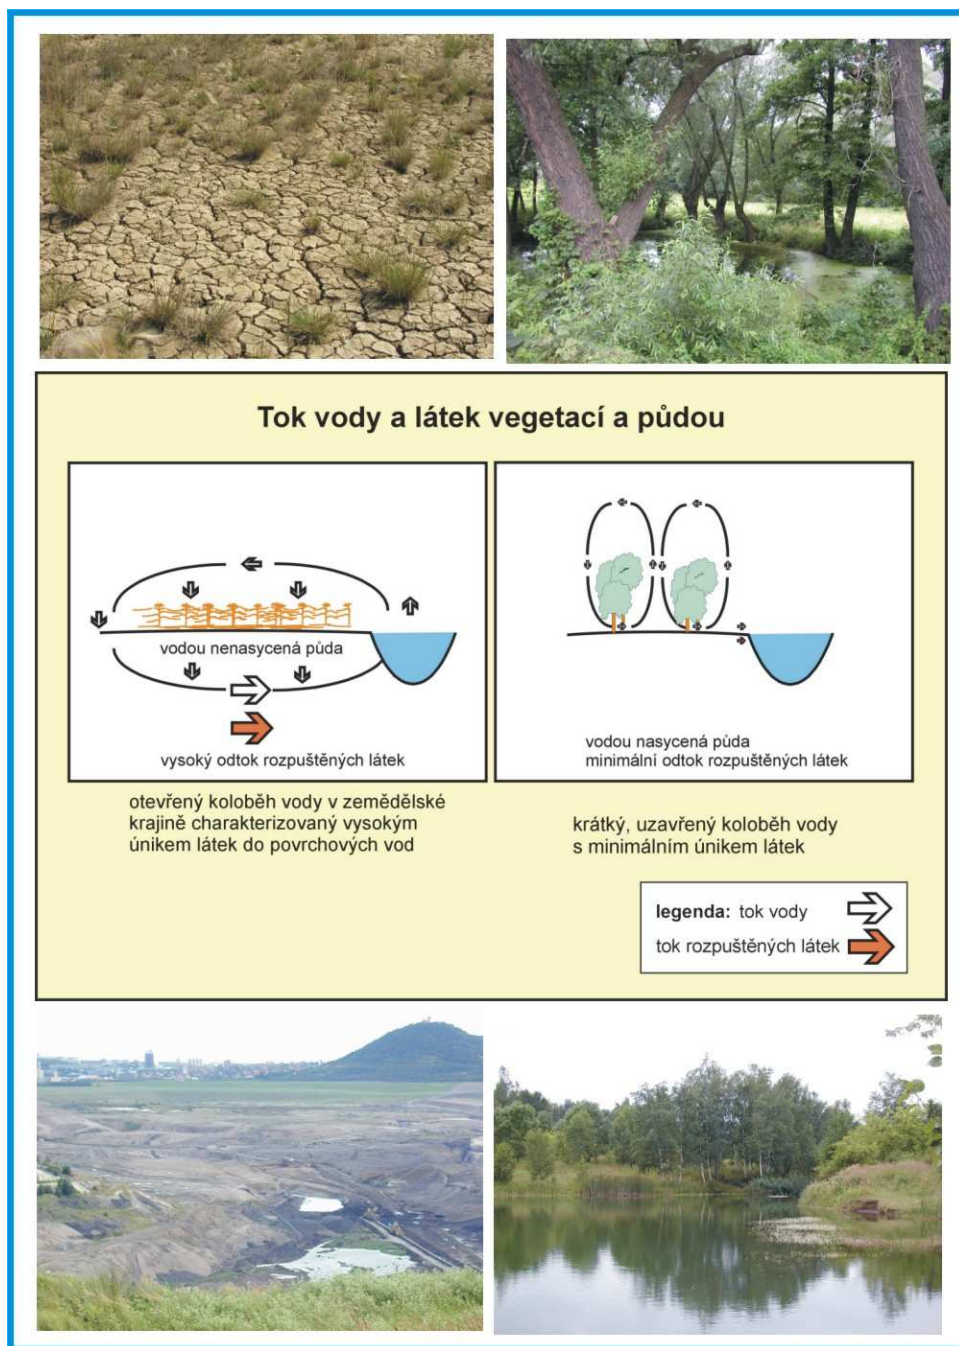 Tok vody a látek vegetací a půdou
vodou nenasycená půda
vysoký odtok rozpuštěných látek
vodou nasycená půda
minimální odtok rozpuštěných látek
otevřený koloběh vody v zemědělské
krajině charakterizovaný vysokým
únikem látek do povrchových vod
krátký, uzavřený koloběh vody
s minimálním únikem látek
legenda: tok vody
tok rozpuštěných látek